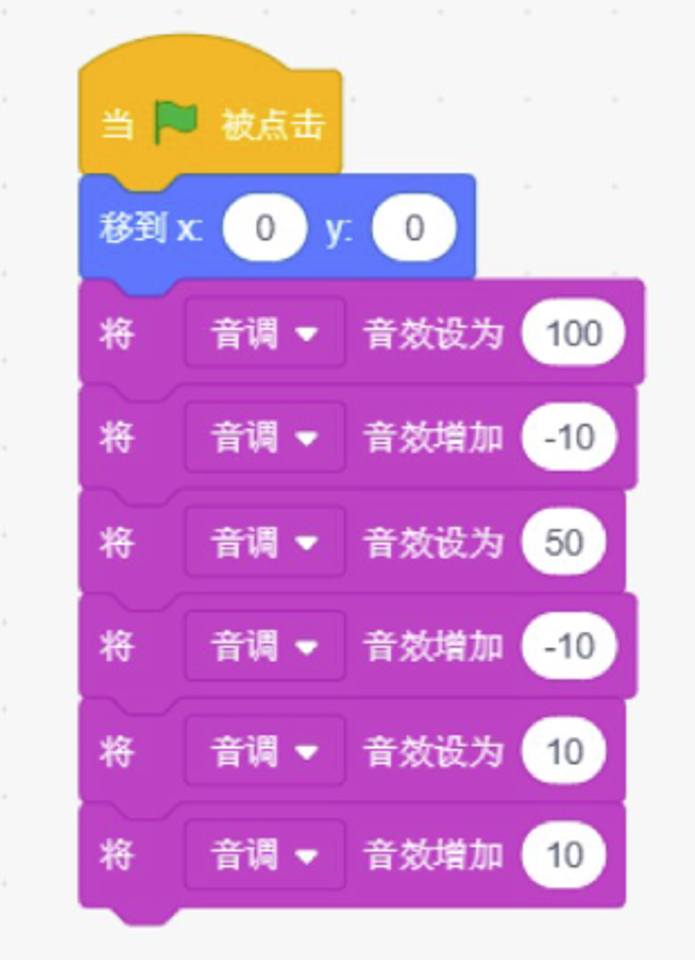 当 被点击
移到 x: 0 y: 0
将 音调 音效设为 100
将 音调 音效增加 -10
将 音调 音效设为 50
将 音调 音效增加 -10
将 音调 音效设为 10
将 音调 音效增加 10